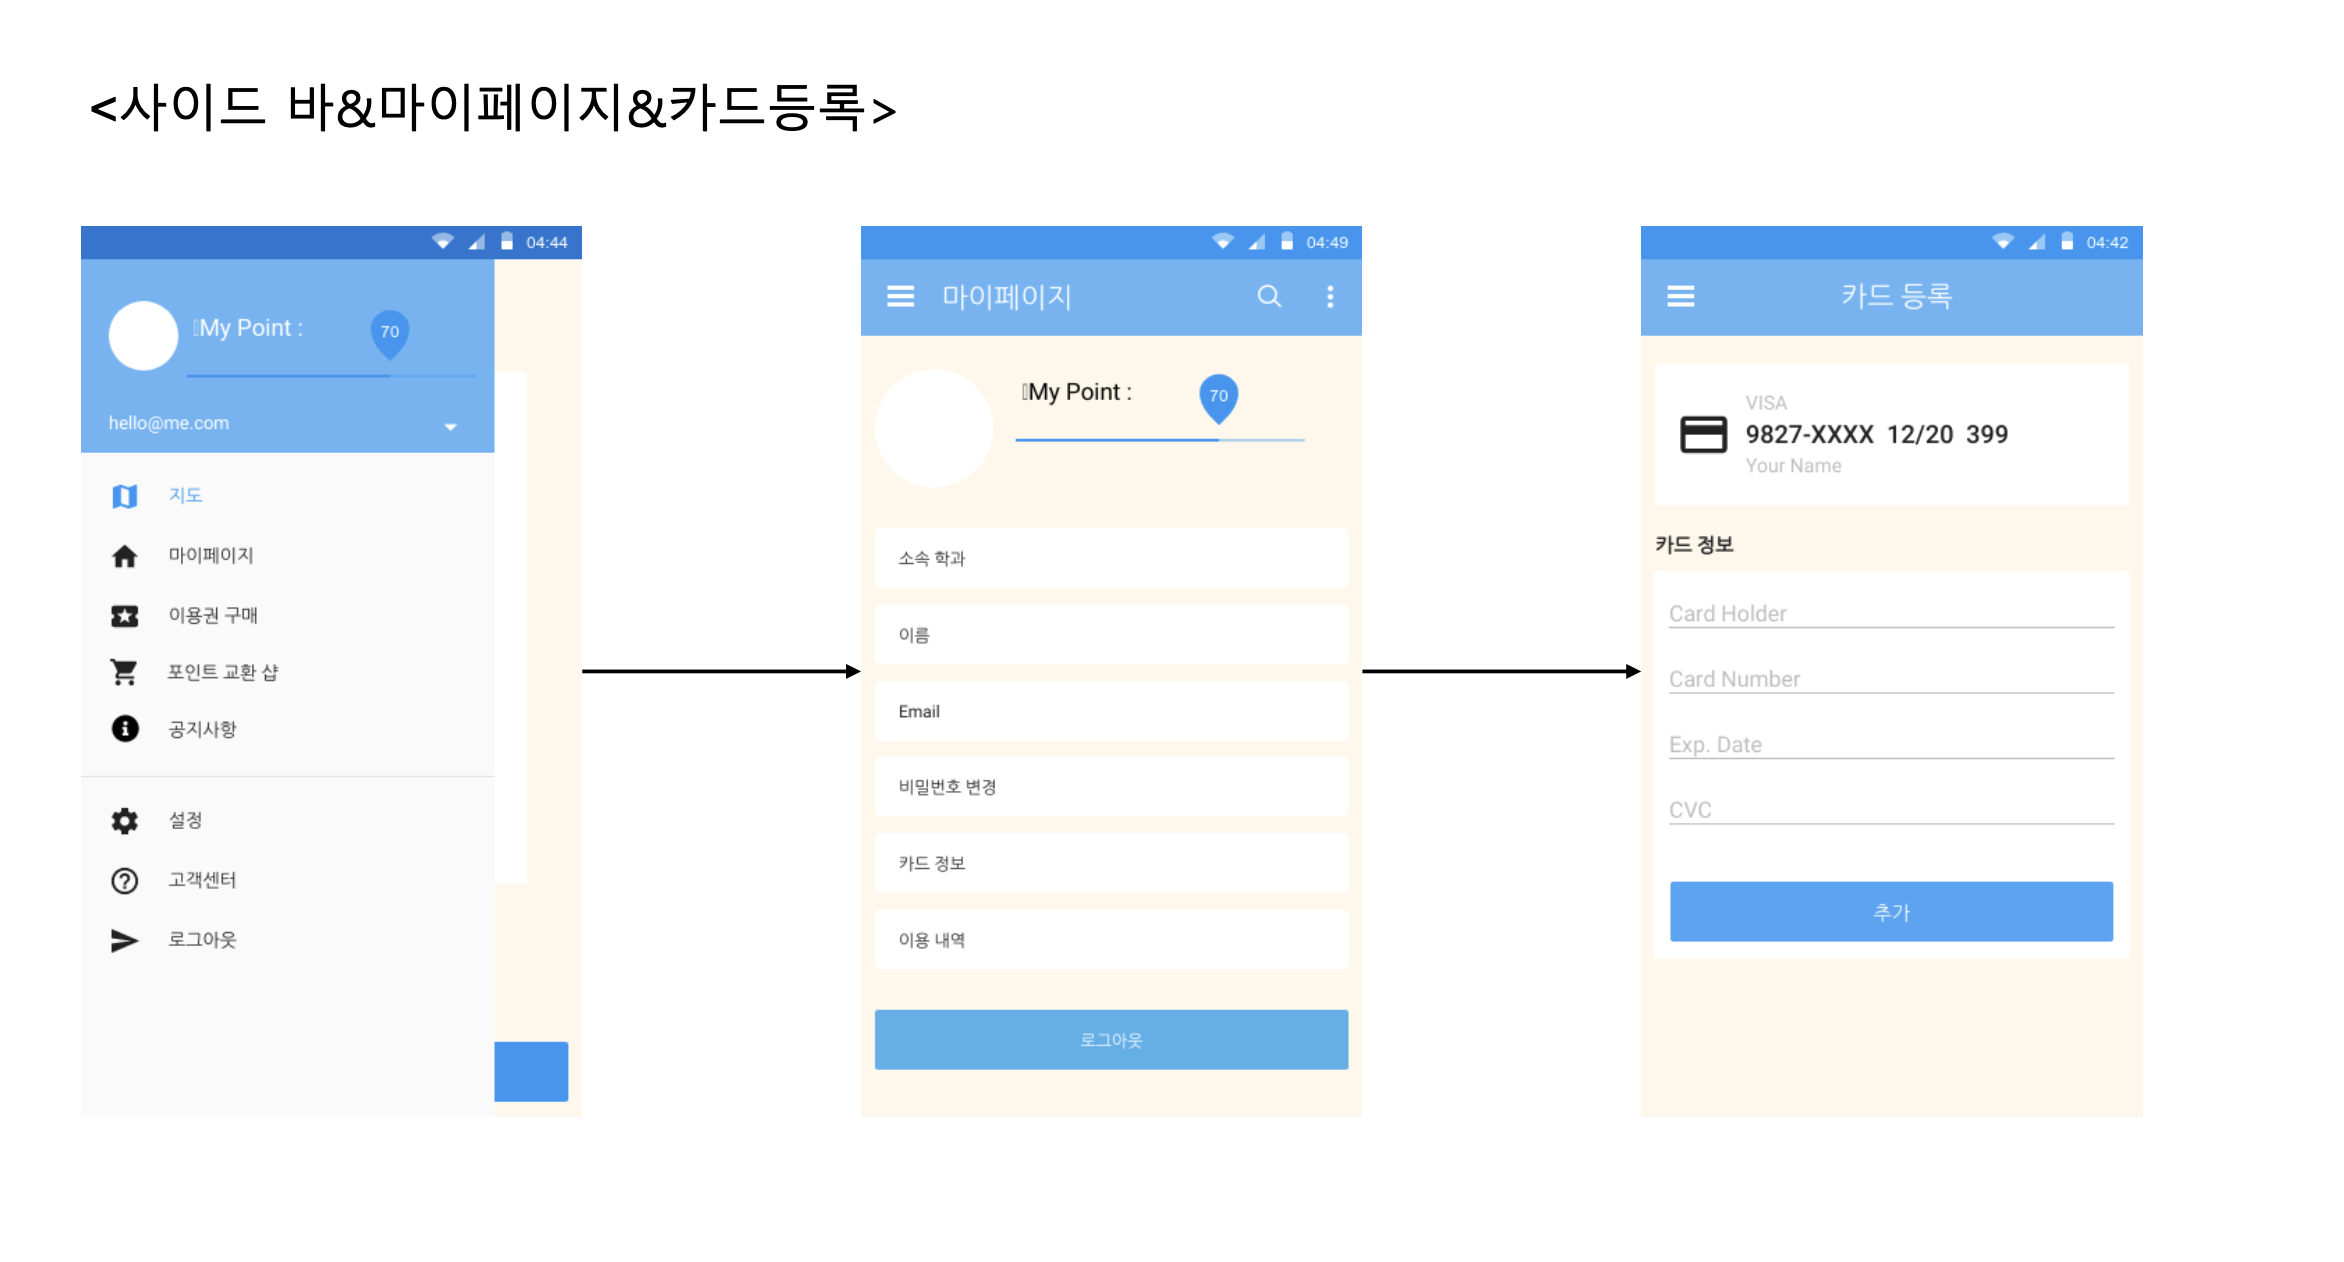 <사이드 바&마이페이지&카드등록>
04:44
My Point :
70
hello@me.com
지도
마이페이지
이용권 구매
포인트 교환 샵
공지사항
설정
고객센터
로그아웃
04:49
마이페이지
My Point :
70
소속 학과
이름
Email
비밀번호 변경
카드 정보
이용 내역
로그아웃
04:42
카드 등록
VISA
9827-XXXX 12/20 399
Your Name
카드 정보
Card Holder
Card Number
Exp. Date
CVC
추가